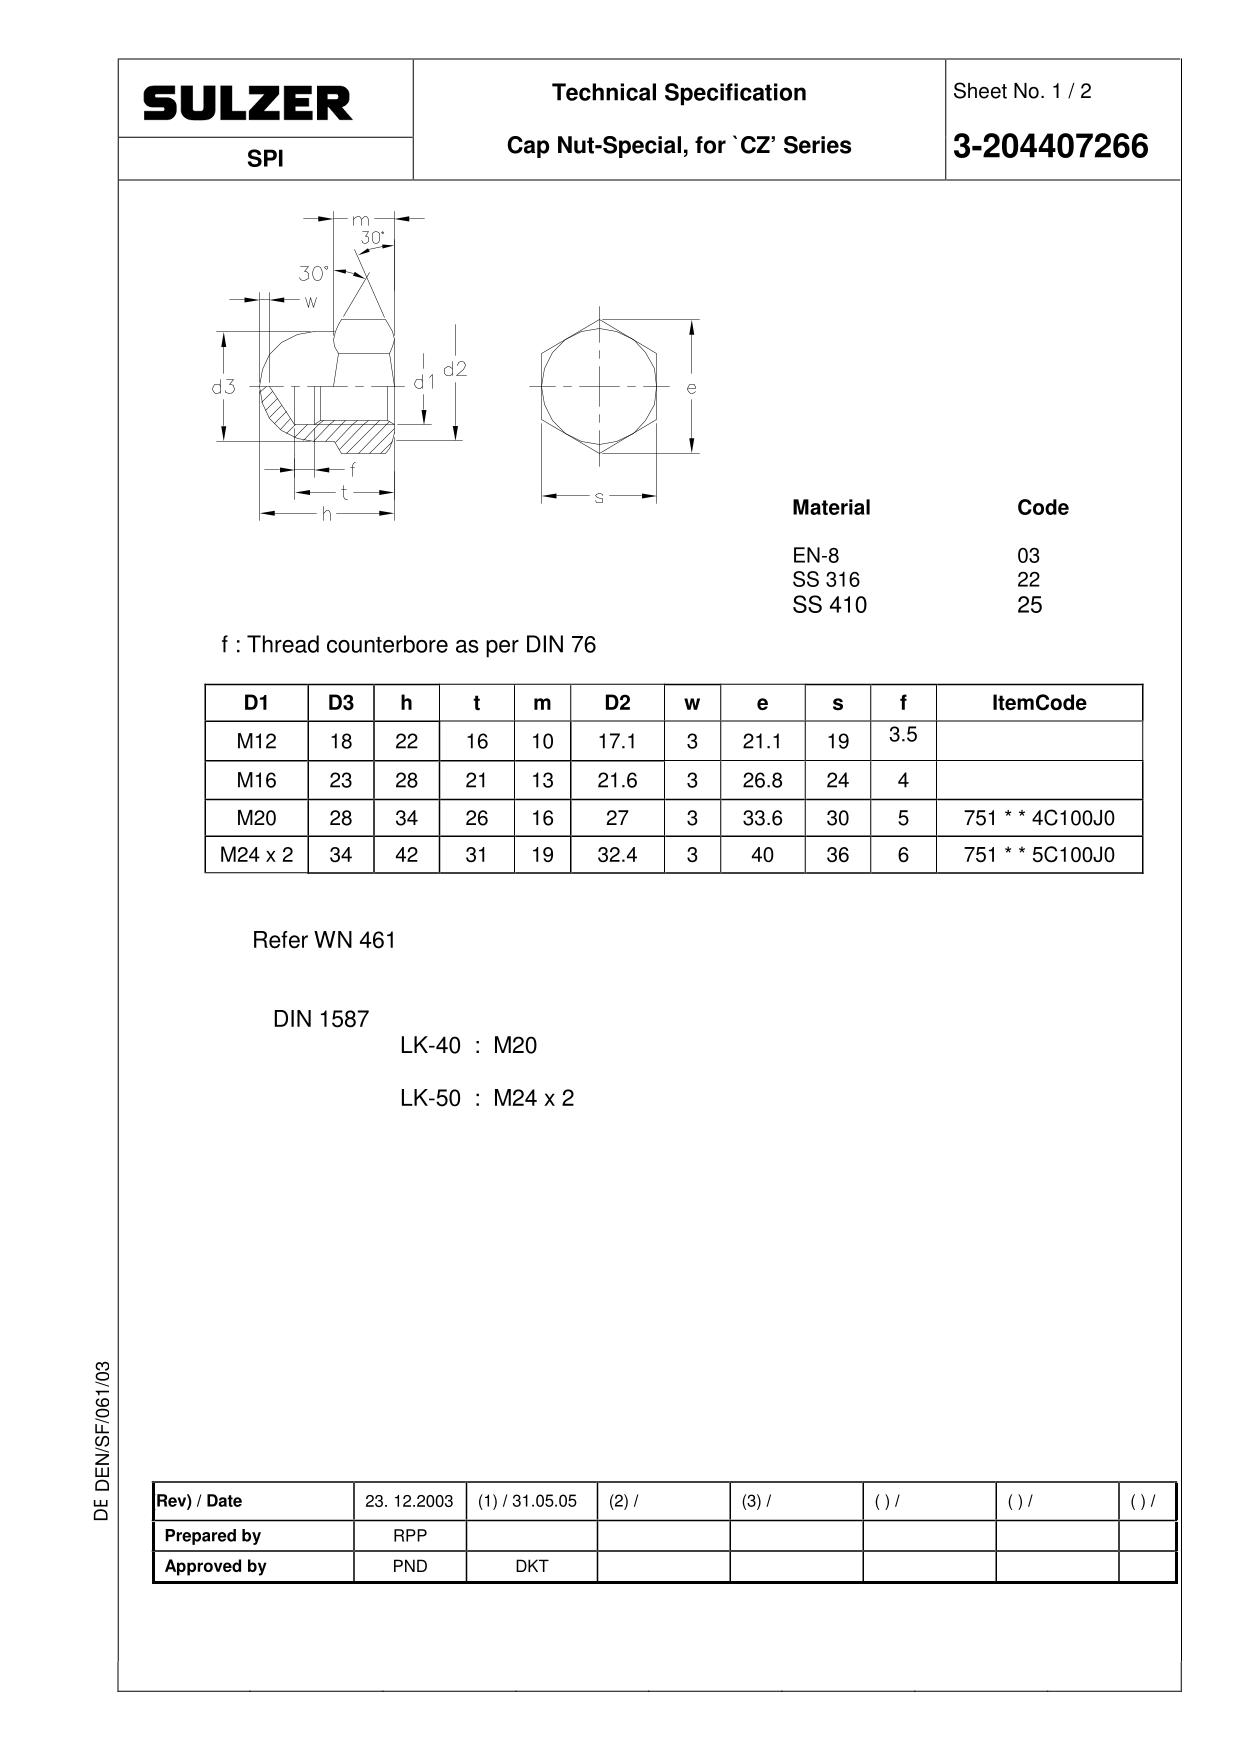 SULZER
SPI
Technical Specification
Cap Nut-Special, for `CZ’ Series
Sheet No. 1 / 2
3-204407266
m
30°
30°
w
d3
d1
d2
f
t
h
e
s
Material Code
EN-8 03
SS 316 22
SS 410 25
f : Thread counterbore as per DIN 76
D1 D3 h t m D2 w e s f ItemCode
M12 18 22 16 10 17.1 3 21.1 19 3.5
M16 23 28 21 13 21.6 3 26.8 24 4
M20 28 34 26 16 27 3 33.6 30 5 751 * * 4C100J0
M24 x 2 34 42 31 19 32.4 3 40 36 6 751 * * 5C100J0
Refer WN 461
DIN 1587
LK-40 : M20
LK-50 : M24 x 2
DE DEN/SF/061/03
Rev) / Date 23. 12.2003 (1) / 31.05.05 (2) / (3) / ( ) / ( ) / ( ) /
Prepared by RPP
Approved by PND DKT